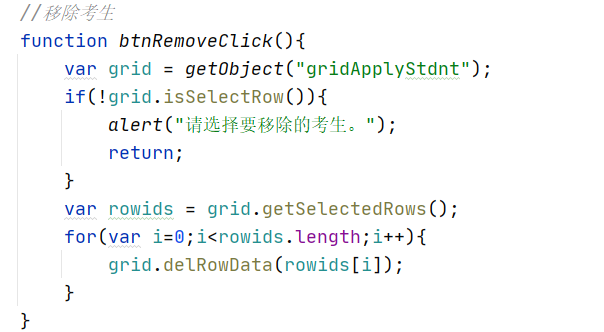 //移除考生
function btnRemoveClick(){
    var grid = getObject("gridApplyStdnt");
    if(!grid.isSelectRow()){
        alert("请选择要移除的考生。");
        return;
    }
    var rowids = grid.getSelectedRows();
    for(var i=0;i<rowids.length;i++){
        grid.delRowData(rowids[i]);
    }
}